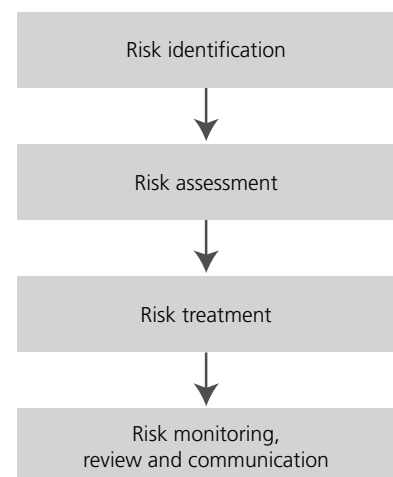 Risk identification
Risk assessment
Risk treatment
Risk monitoring,
review and communication